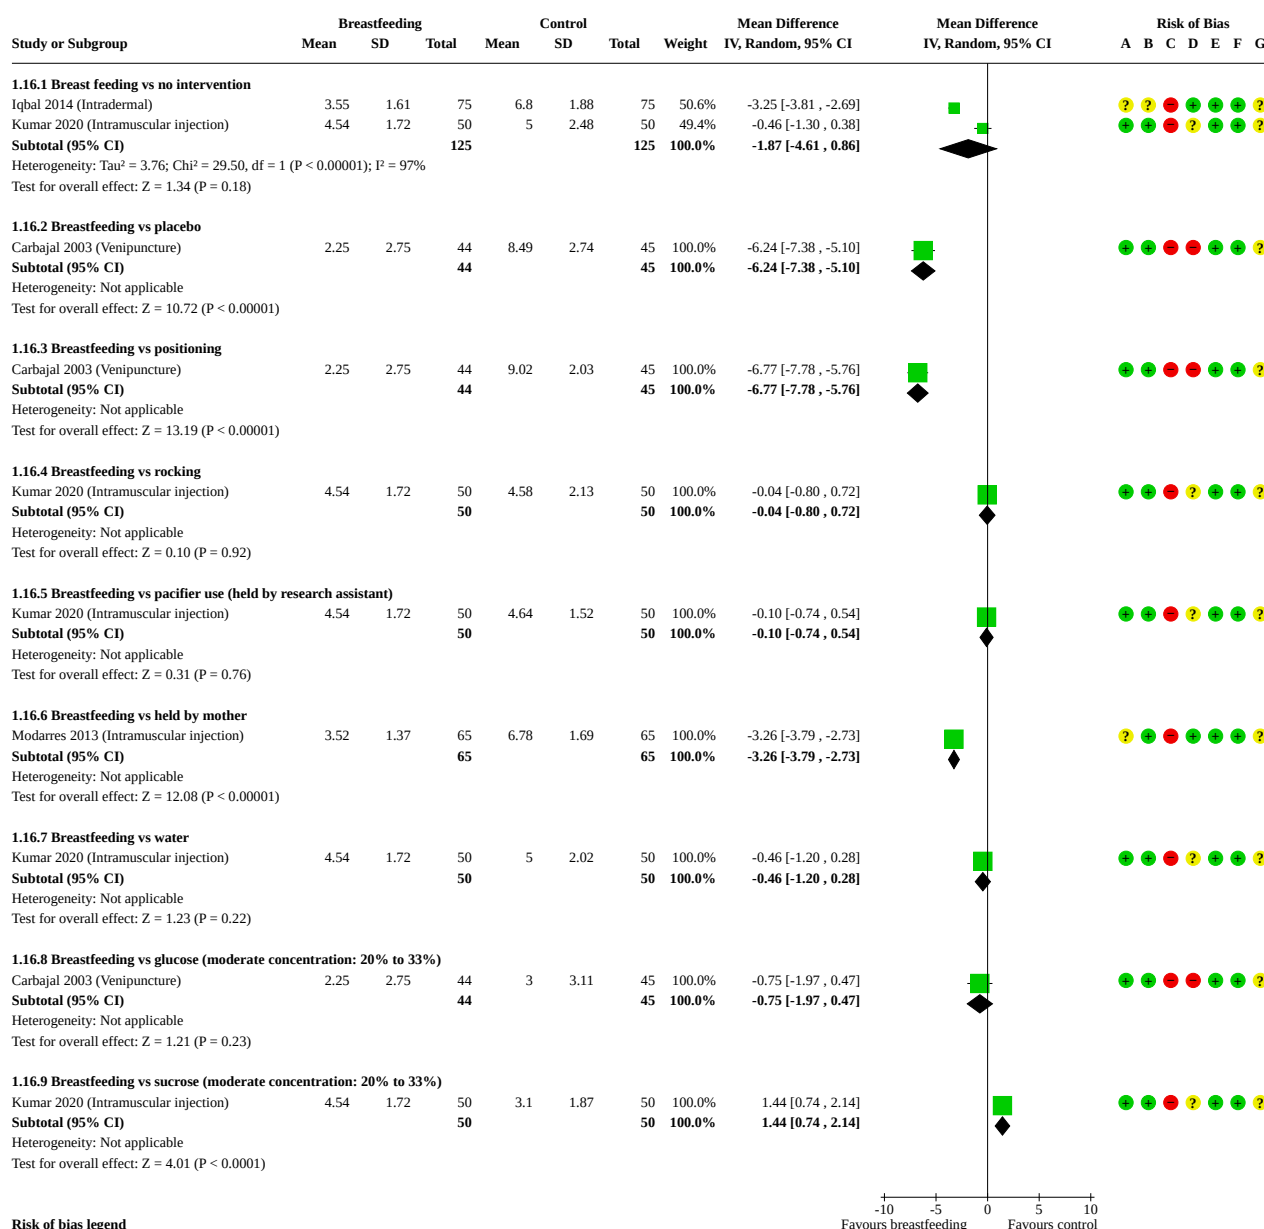 Breastfeeding Control Mean Difference Mean Difference Risk of Bias
Study or Subgroup Mean SD Total Mean SD Total Weight IV, Random, 95% CI IV, Random, 95% CI A B C D E F G
1.16.1 Breast feeding vs no intervention
Iqbal 2014 (Intradermal) 3.55 1.61 75 6.8 1.88 75 50.6% -3.25 [-3.81 , -2.69] ? ? − + + + ?
Kumar 2020 (Intramuscular injection) 4.54 1.72 50 5 2.48 50 49.4% -0.46 [-1.30 , 0.38] + + − ? + + ?
Subtotal (95% CI) 125 125 100.0% -1.87 [-4.61 , 0.86]
Heterogeneity: Tau² = 3.76; Chi² = 29.50, df = 1 (P < 0.00001); I² = 97%
Test for overall effect: Z = 1.34 (P = 0.18)
1.16.2 Breastfeeding vs placebo
Carbajal 2003 (Venipuncture) 2.25 2.75 44 8.49 2.74 45 100.0% -6.24 [-7.38 , -5.10] + + − − + + ?
Subtotal (95% CI) 44 45 100.0% -6.24 [-7.38 , -5.10]
Heterogeneity: Not applicable
Test for overall effect: Z = 10.72 (P < 0.00001)
1.16.3 Breastfeeding vs positioning
Carbajal 2003 (Venipuncture) 2.25 2.75 44 9.02 2.03 45 100.0% -6.77 [-7.78 , -5.76] + + − − + + ?
Subtotal (95% CI) 44 45 100.0% -6.77 [-7.78 , -5.76]
Heterogeneity: Not applicable
Test for overall effect: Z = 13.19 (P < 0.00001)
1.16.4 Breastfeeding vs rocking
Kumar 2020 (Intramuscular injection) 4.54 1.72 50 4.58 2.13 50 100.0% -0.04 [-0.80 , 0.72] + + − ? + + ?
Subtotal (95% CI) 50 50 100.0% -0.04 [-0.80 , 0.72]
Heterogeneity: Not applicable
Test for overall effect: Z = 0.10 (P = 0.92)
1.16.5 Breastfeeding vs pacifier use (held by research assistant)
Kumar 2020 (Intramuscular injection) 4.54 1.72 50 4.64 1.52 50 100.0% -0.10 [-0.74 , 0.54] + + − ? + + ?
Subtotal (95% CI) 50 50 100.0% -0.10 [-0.74 , 0.54]
Heterogeneity: Not applicable
Test for overall effect: Z = 0.31 (P = 0.76)
1.16.6 Breastfeeding vs held by mother
Modarres 2013 (Intramuscular injection) 3.52 1.37 65 6.78 1.69 65 100.0% -3.26 [-3.79 , -2.73] ? + − + + + ?
Subtotal (95% CI) 65 65 100.0% -3.26 [-3.79 , -2.73]
Heterogeneity: Not applicable
Test for overall effect: Z = 12.08 (P < 0.00001)
1.16.7 Breastfeeding vs water
Kumar 2020 (Intramuscular injection) 4.54 1.72 50 5 2.02 50 100.0% -0.46 [-1.20 , 0.28] + + − ? + + ?
Subtotal (95% CI) 50 50 100.0% -0.46 [-1.20 , 0.28]
Heterogeneity: Not applicable
Test for overall effect: Z = 1.23 (P = 0.22)
1.16.8 Breastfeeding vs glucose (moderate concentration: 20% to 33%)
Carbajal 2003 (Venipuncture) 2.25 2.75 44 3 3.11 45 100.0% -0.75 [-1.97 , 0.47] + + − − + + ?
Subtotal (95% CI) 44 45 100.0% -0.75 [-1.97 , 0.47]
Heterogeneity: Not applicable
Test for overall effect: Z = 1.21 (P = 0.23)
1.16.9 Breastfeeding vs sucrose (moderate concentration: 20% to 33%)
Kumar 2020 (Intramuscular injection) 4.54 1.72 50 3.1 1.87 50 100.0% 1.44 [0.74 , 2.14] + + − ? + + ?
Subtotal (95% CI) 50 50 100.0% 1.44 [0.74 , 2.14]
Heterogeneity: Not applicable
Test for overall effect: Z = 4.01 (P < 0.0001)
-10 -5 0 5 10
Risk of bias legend Favours breastfeeding Favours control